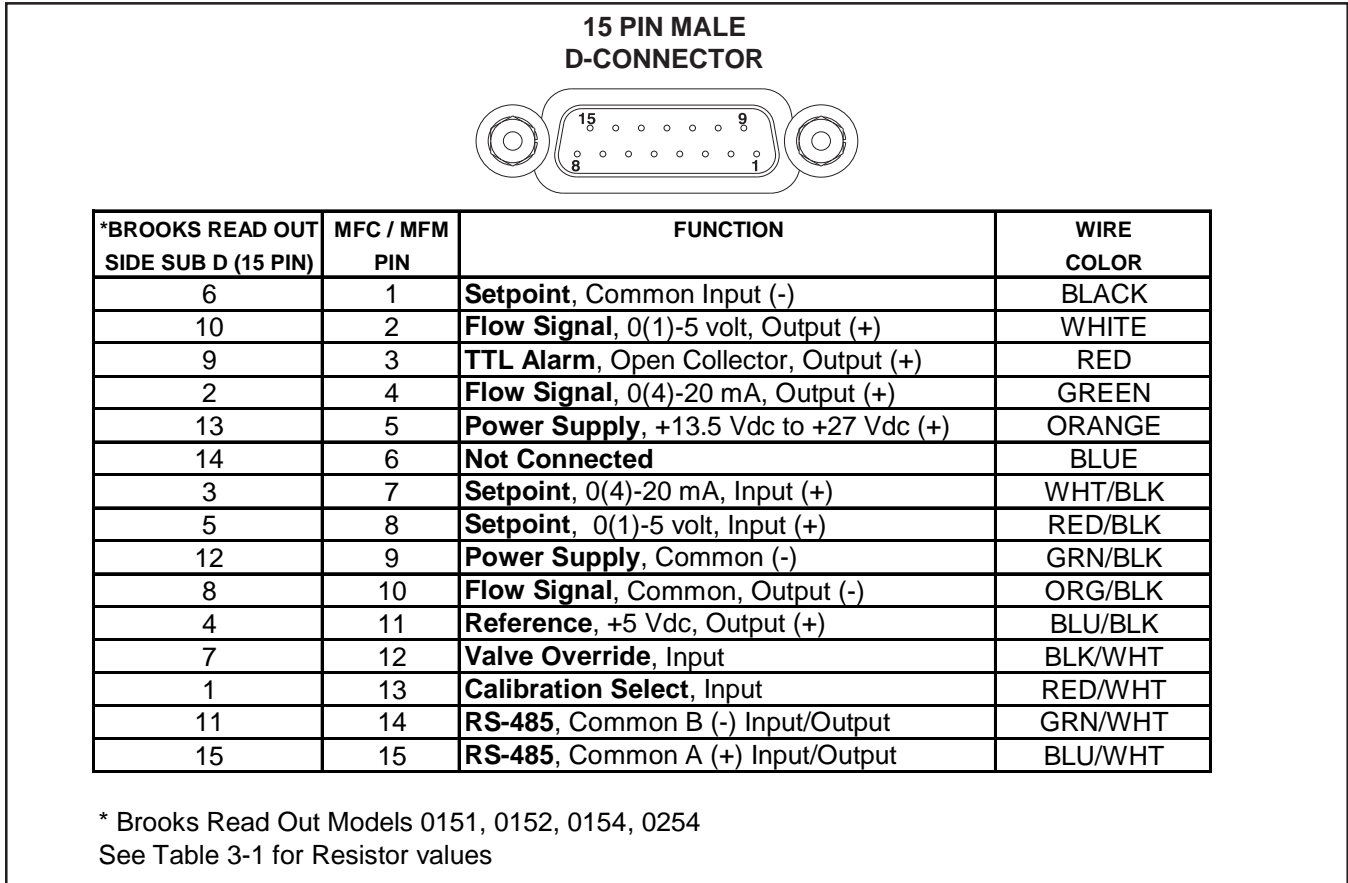 15 PIN MALE
D-CONNECTOR
15 9
8 1
*BROOKS READ OUT MFC / MFM FUNCTION WIRE
SIDE SUB D (15 PIN) PIN COLOR
6 1 Setpoint, Common Input (-) BLACK
10 2 Flow Signal, 0(1)-5 volt, Output (+) WHITE
9 3 TTL Alarm, Open Collector, Output (+) RED
2 4 Flow Signal, 0(4)-20 mA, Output (+) GREEN
13 5 Power Supply, +13.5 Vdc to +27 Vdc (+) ORANGE
14 6 Not Connected BLUE
3 7 Setpoint, 0(4)-20 mA, Input (+) WHT/BLK
5 8 Setpoint, 0(1)-5 volt, Input (+) RED/BLK
12 9 Power Supply, Common (-) GRN/BLK
8 10 Flow Signal, Common, Output (-) ORG/BLK
4 11 Reference, +5 Vdc, Output (+) BLU/BLK
7 12 Valve Override, Input BLK/WHT
1 13 Calibration Select, Input RED/WHT
11 14 RS-485, Common B (-) Input/Output GRN/WHT
15 15 RS-485, Common A (+) Input/Output BLU/WHT
* Brooks Read Out Models 0151, 0152, 0154, 0254
See Table 3-1 for Resistor values